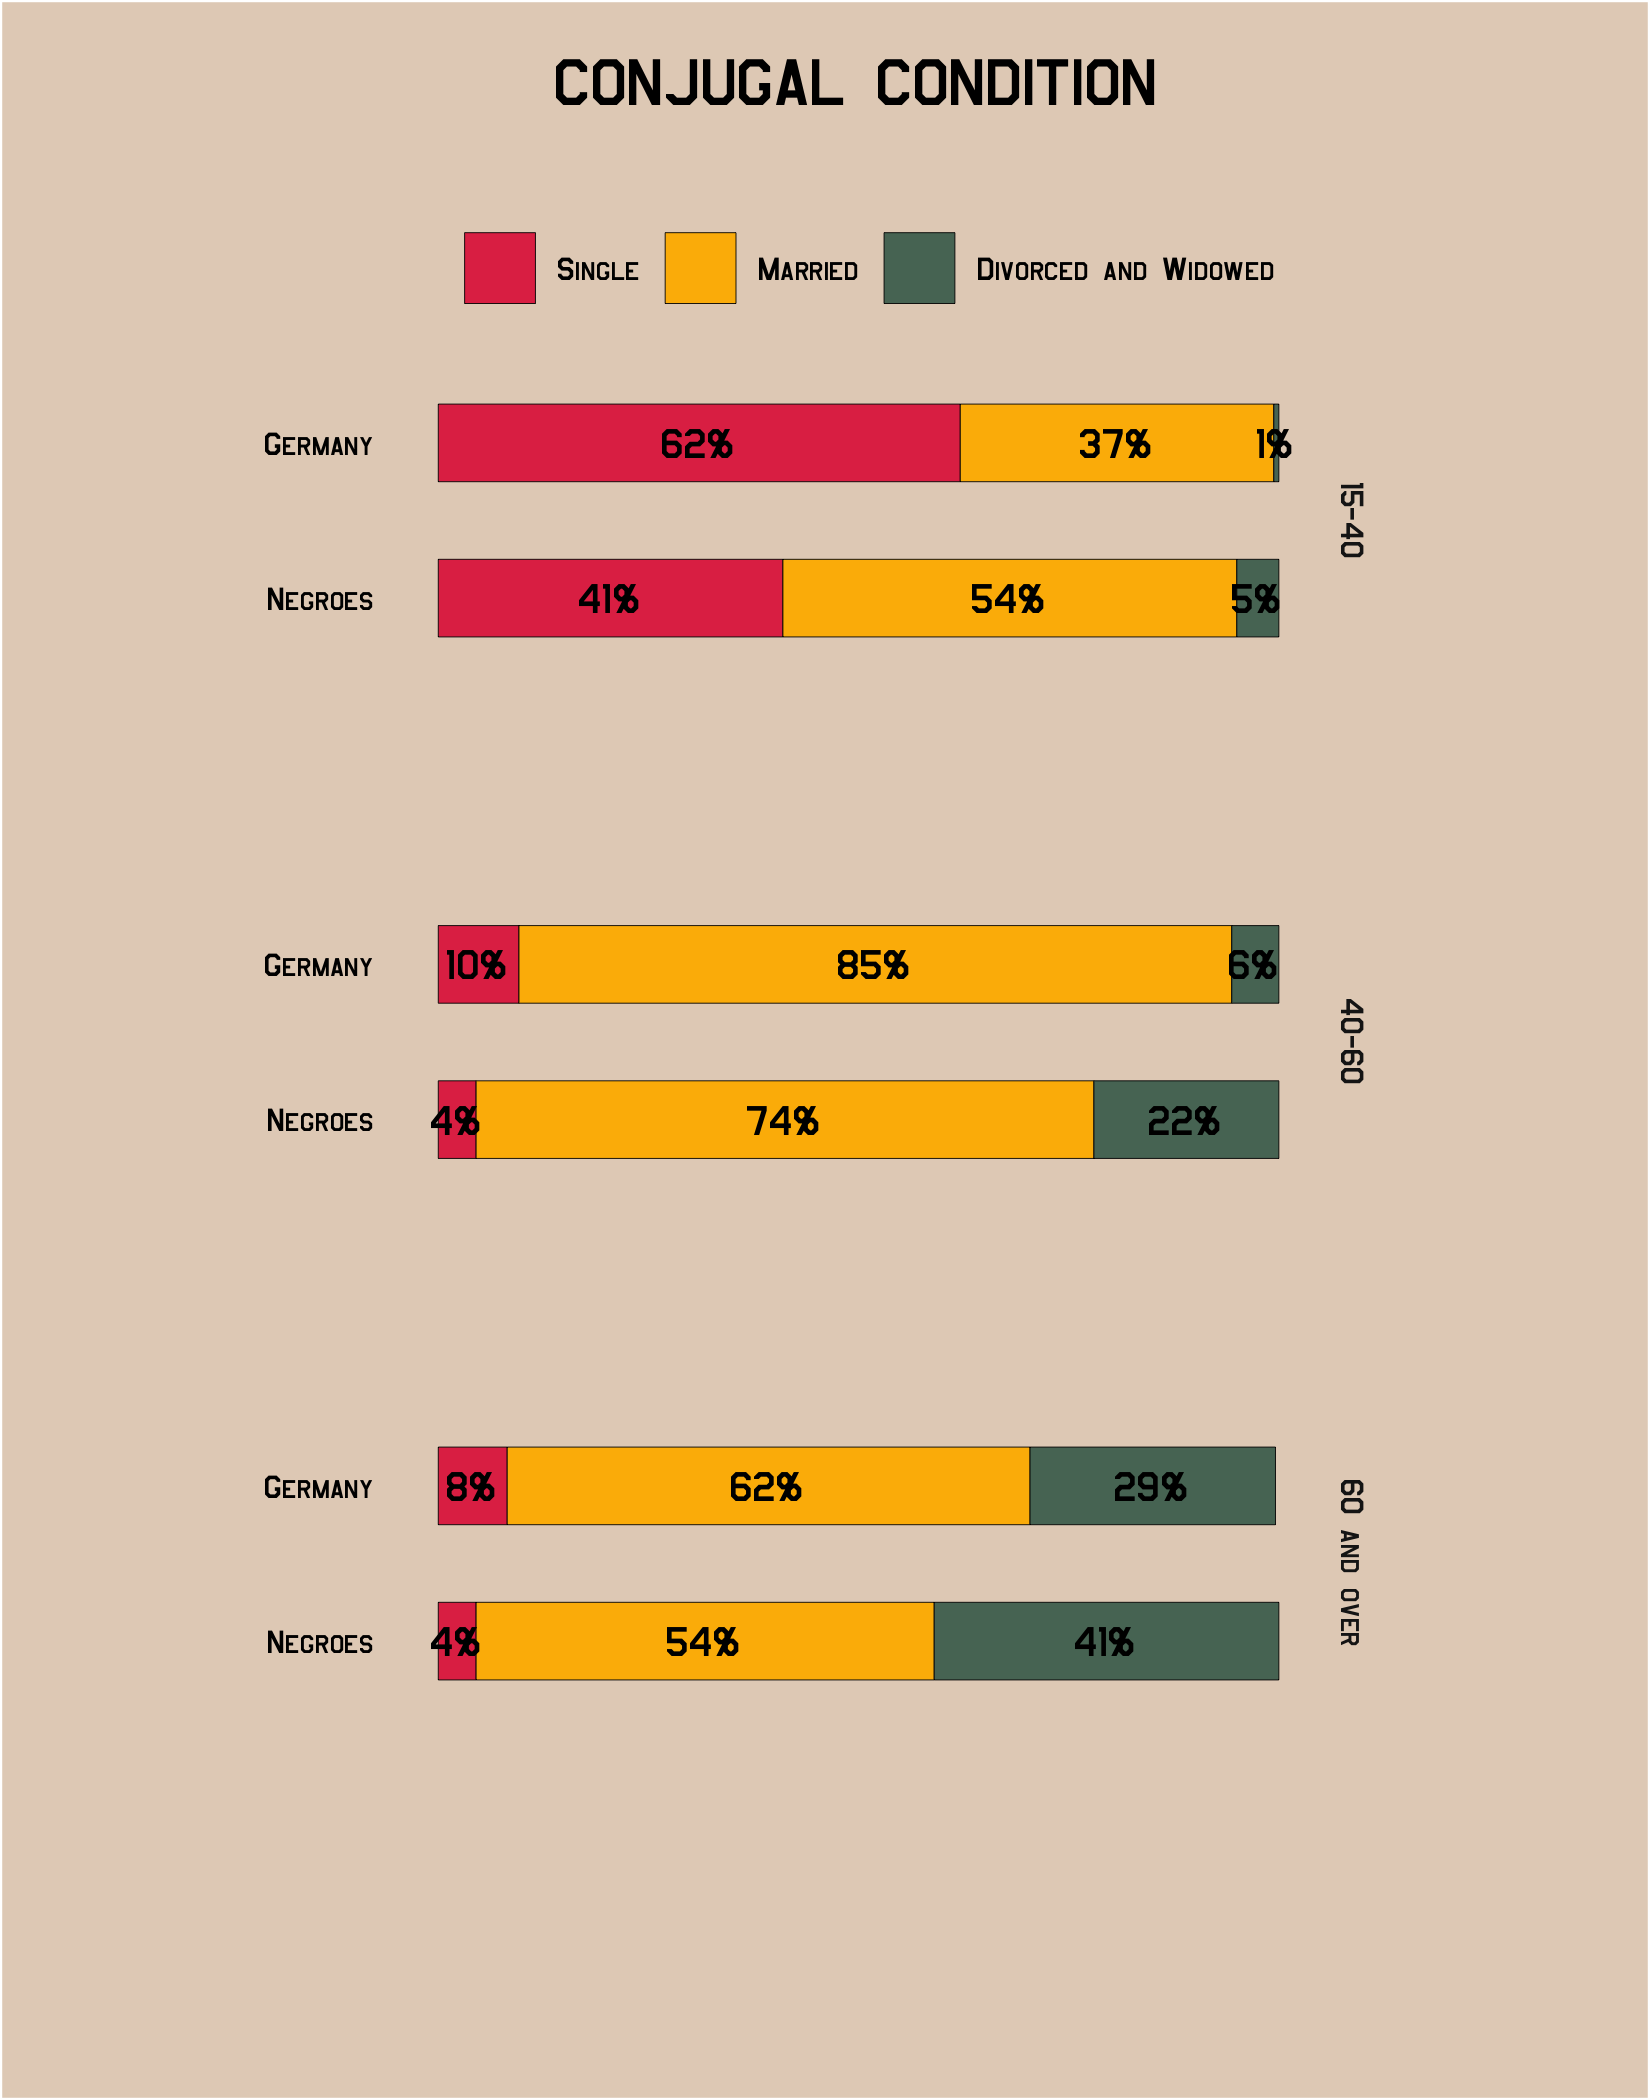 CONJUGAL CONDITION
SINGLE MARRIED DIVORCED AND WIDOWED
GERMANY 62% 37% 1%
15-40
NEGROES 41% 54% 5%
GERMANY 10% 85% 6%
40-60
NEGROES 4% 74% 22%
GERMANY 8% 62% 29%
60 AND OVER
NEGROES 4% 54% 41%